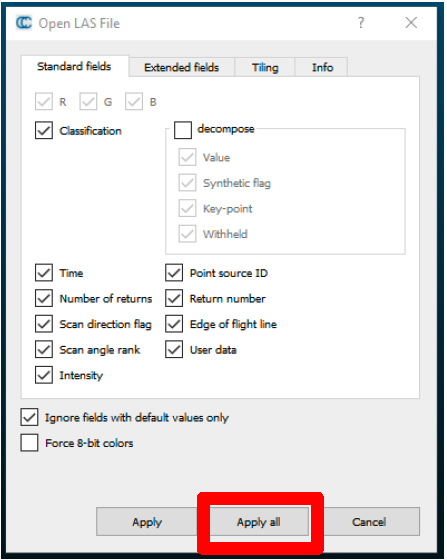 Open LAS File
Standard fields Extended fields Tiling Info
R G B
Classification decompose
Value
Synthetic flag
Key-point
Withheld
Time Point source ID
Number of returns Return number
Scan direction flag Edge of flight line
Scan angle rank User data
Intensity
Ignore fields with default values only
Force 8-bit colors
Apply Apply all Cancel